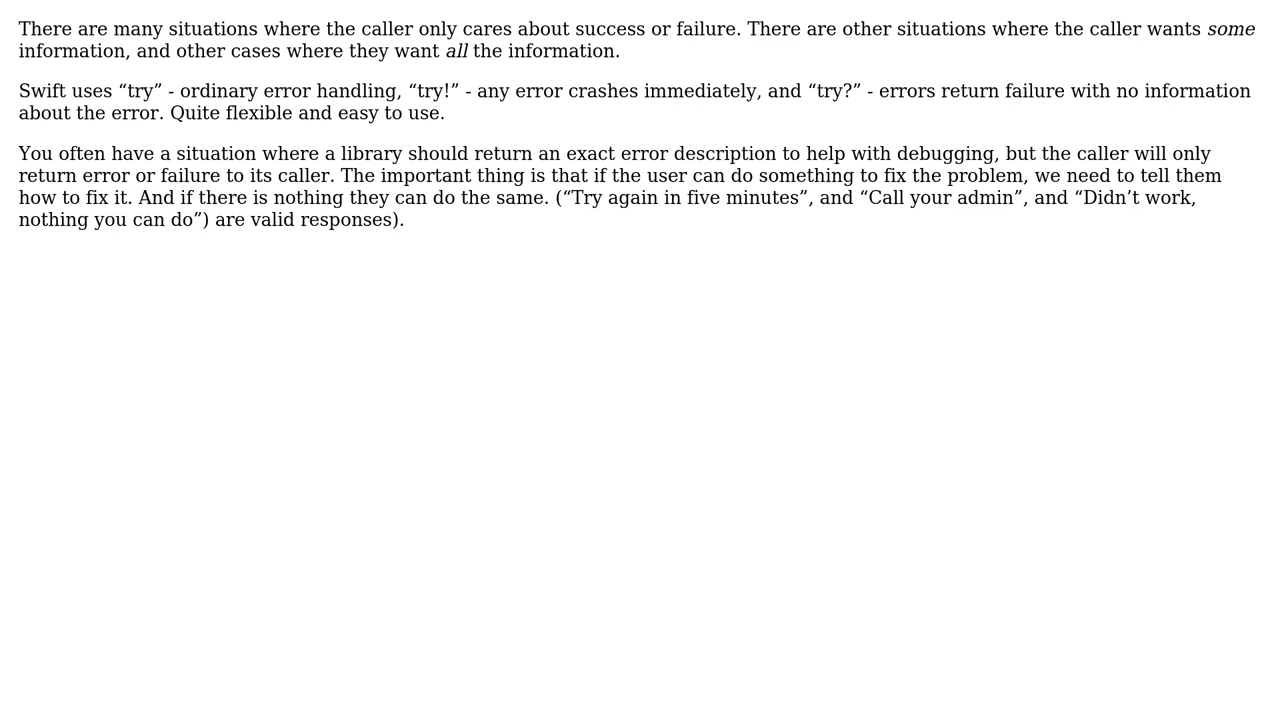 There are many situations where the caller only cares about success or failure. There are other situations where the caller wants some
information, and other cases where they want all the information.
Swift uses “try” - ordinary error handling, “try!” - any error crashes immediately, and “try?” - errors return failure with no information
about the error. Quite flexible and easy to use.
You often have a situation where a library should return an exact error description to help with debugging, but the caller will only
return error or failure to its caller. The important thing is that if the user can do something to fix the problem, we need to tell them
how to fix it. And if there is nothing they can do the same. (“Try again in five minutes”, and “Call your admin”, and “Didn’t work,
nothing you can do”) are valid responses).